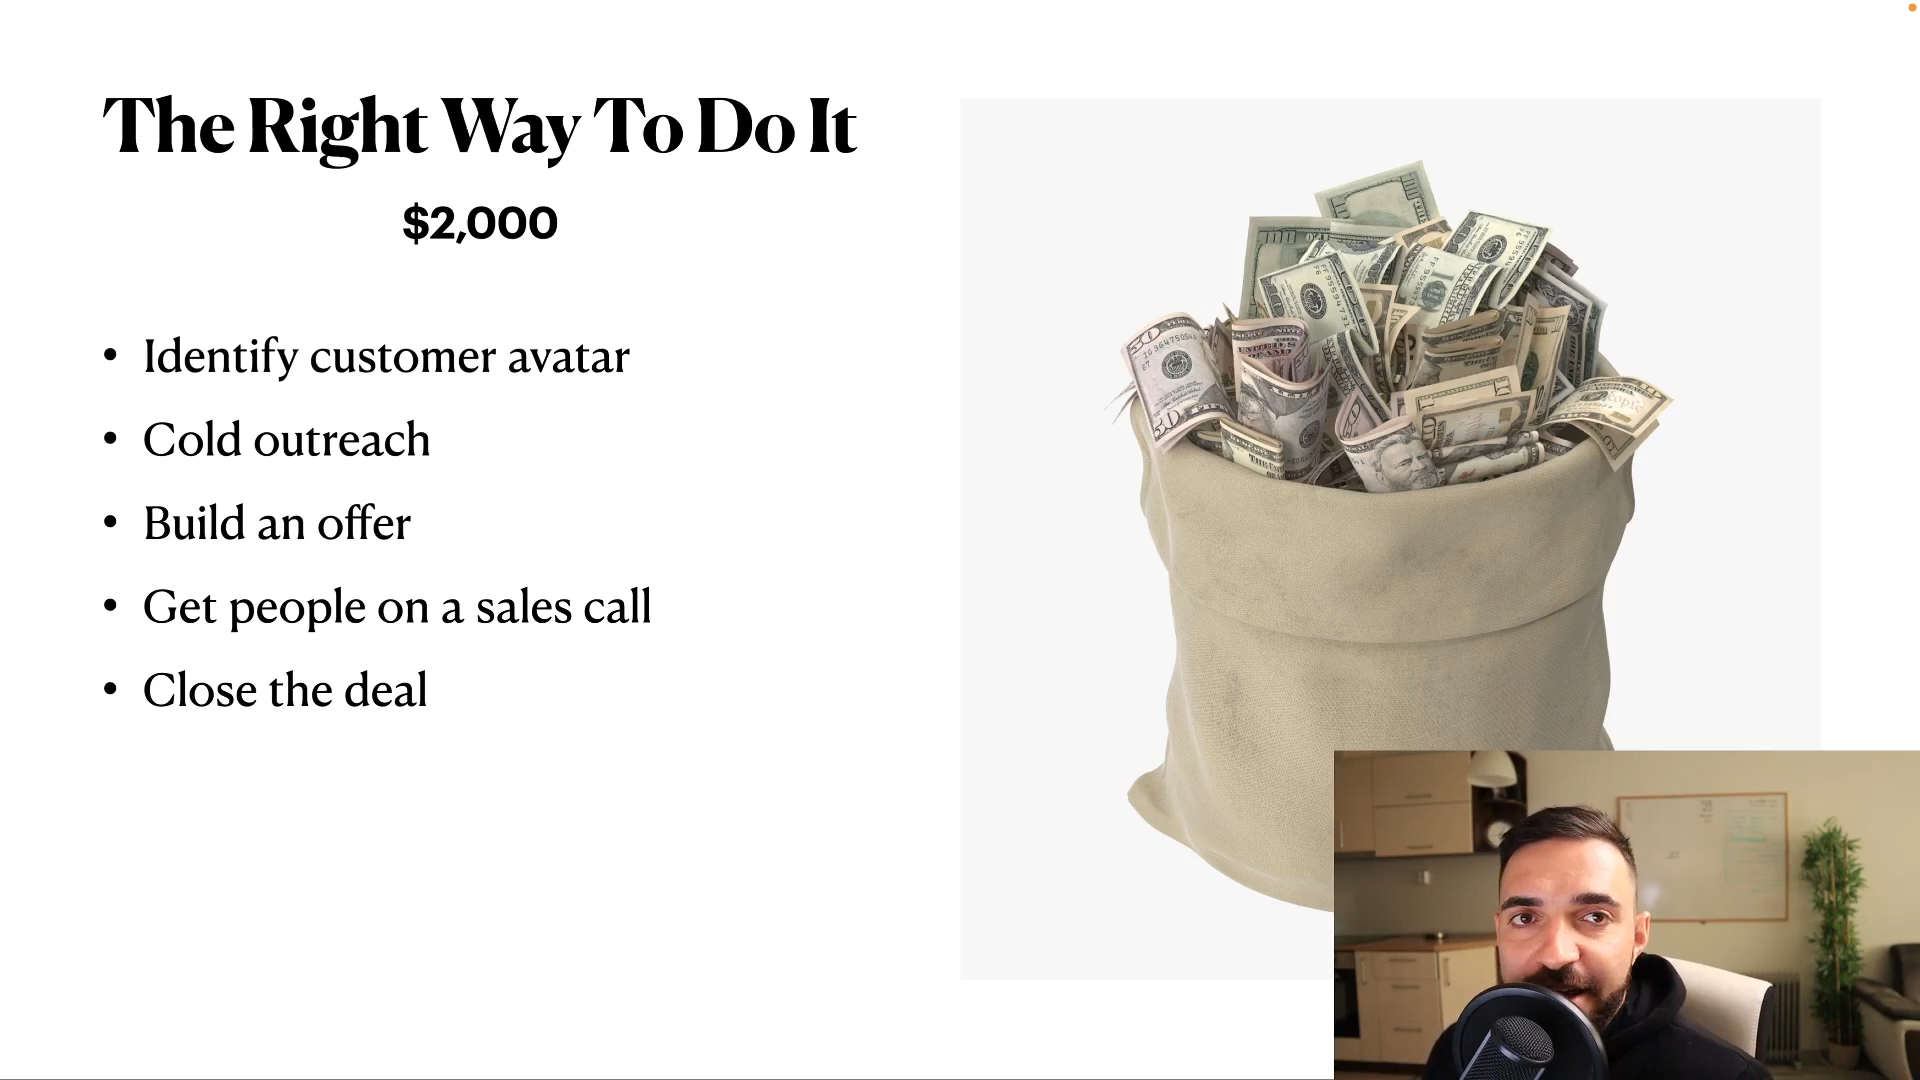 The Right Way To Do It
$2,000
• Identify customer avatar
• Cold outreach
• Build an offer
• Get people on a sales call
• Close the deal